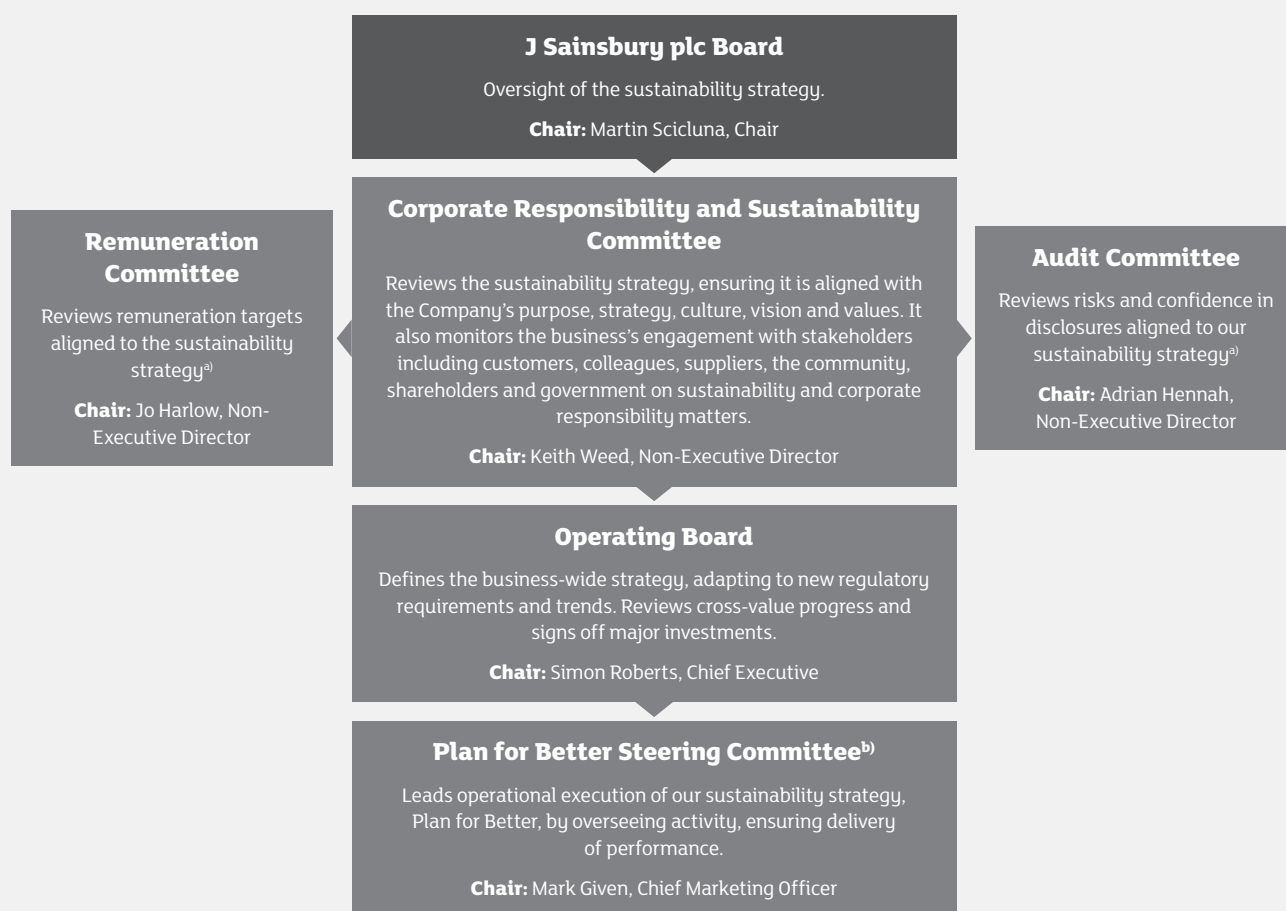 J Sainsbury plc Board
Oversight of the sustainability strategy.
Chair: Martin Scicluna, Chair
Corporate Responsibility and Sustainability
Committee
Reviews the sustainability strategy, ensuring it is aligned with
the Company's purpose, strategy, culture, vision and values. It
also monitors the business's engagement with stakeholders
including customers, colleagues, suppliers, the community,
shareholders and government on sustainability and corporate
responsibility matters.
Chair: Keith Weed, Non-Executive Director
Remuneration
Committee
Reviews remuneration targets
aligned to the sustainability
strategyª⁾
Chair: Jo Harlow, Non-
Executive Director
Audit Committee
Reviews risks and confidence in
disclosures aligned to our
sustainability strategyª⁾
Chair: Adrian Hennah,
Non-Executive Director
Operating Board
Defines the business-wide strategy, adapting to new regulatory
requirements and trends. Reviews cross-value progress and
signs off major investments.
Chair: Simon Roberts, Chief Executive
Plan for Better Steering Committeeᵇ⁾
Leads operational execution of our sustainability strategy,
Plan for Better, by overseeing activity, ensuring delivery
of performance.
Chair: Mark Given, Chief Marketing Officer